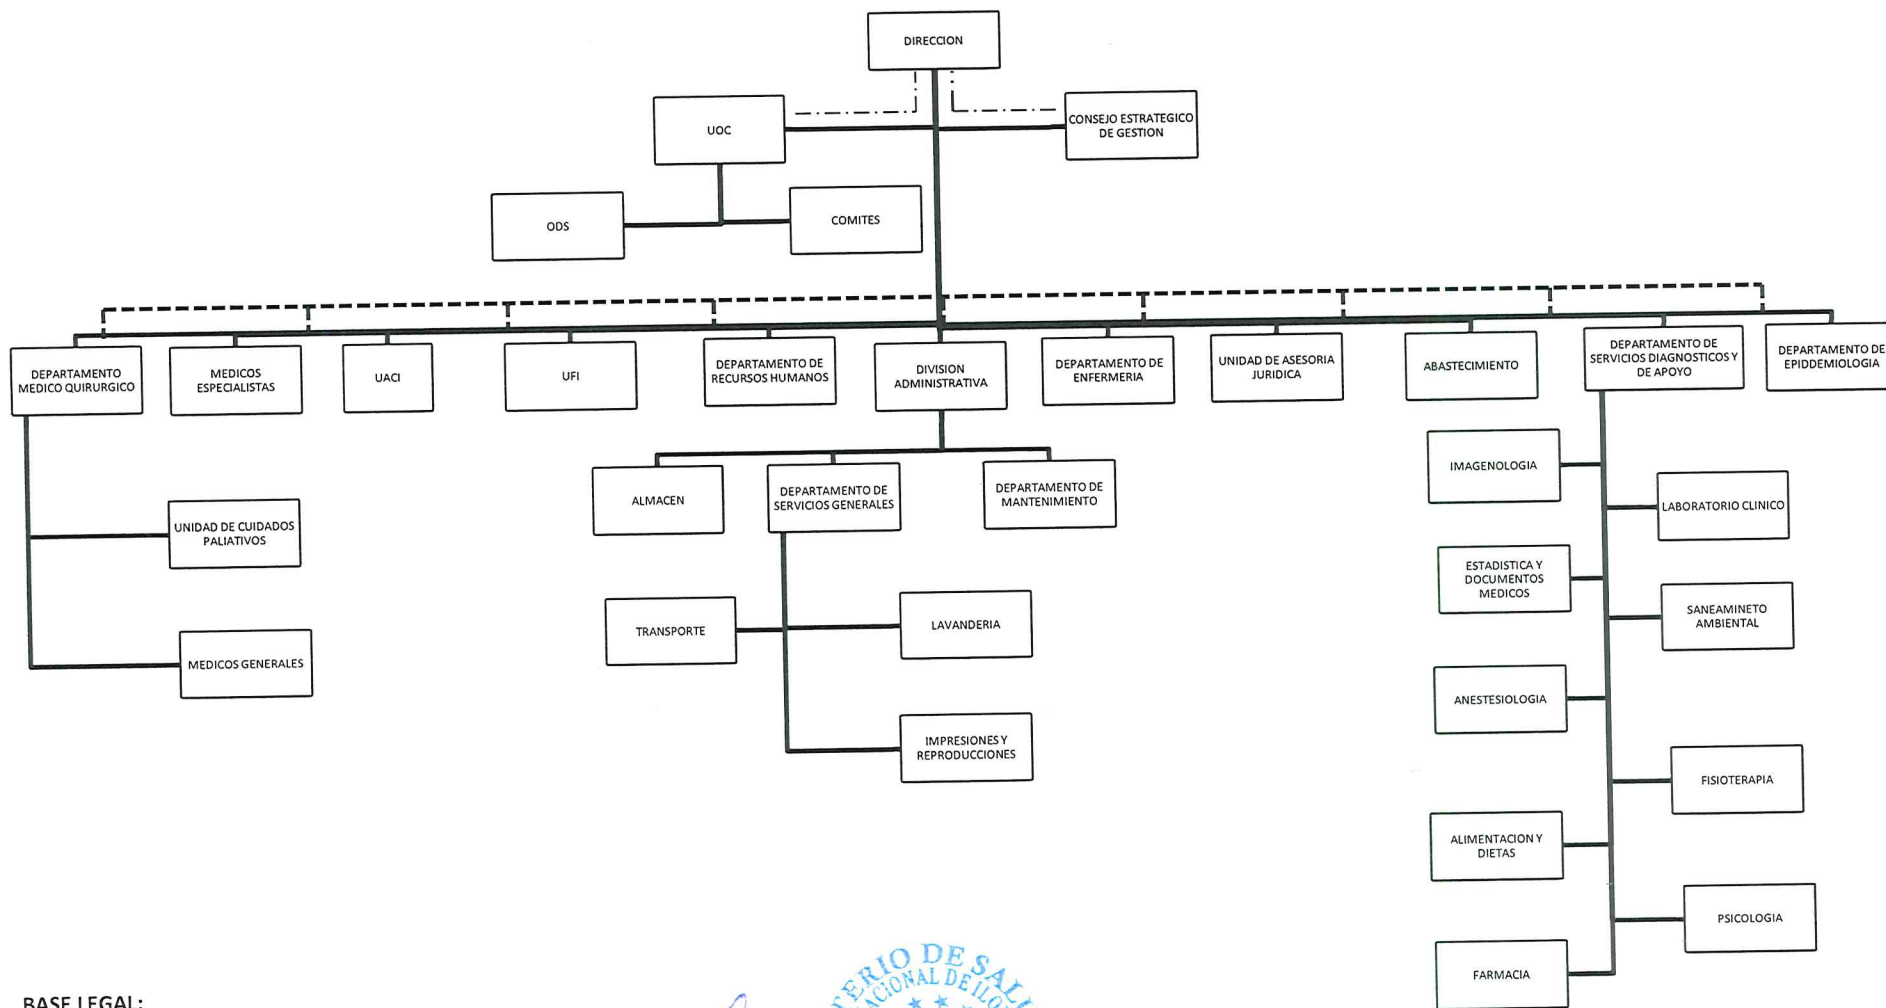 DIRECCION
UOC
CONSEJO ESTRATEGICO
DE GESTION
ODS
COMITES
DEPARTAMENTO
MEDICO QUIRURGICO
MEDICOS
ESPECIALISTAS
UACI
UFI
DEPARTAMENTO DE
RECURSOS HUMANOS
DIVISION
ADMINISTRATIVA
DEPARTAMENTO DE
ENFERMERIA
UNIDAD DE ASESORIA
JURIDICA
ABASTECIMIENTO
DEPARTAMENTO DE
SERVICIOS DIAGNOSTICOS Y
DE APOYO
DEPARTAMENTO DE
EPIDDEMIOLOGIA
ALMACEN
DEPARTAMENTO DE
SERVICIOS GENERALES
DEPARTAMENTO DE
MANTENIMIENTO
IMAGENOLOGIA
LABORATORIO CLINICO
UNIDAD DE CUIDADOS
PALIATIVOS
ESTADISTICA Y
DOCUMENTOS
MEDICOS
SANEAMINETO
AMBIENTAL
TRANSPORTE
LAVANDERIA
MEDICOS GENERALES
ANESTESIOLOGIA
IMPRESIONES Y
REPRODUCCIONES
FISIOTERAPIA
ALIMENTACION Y
DIETAS
PSICOLOGIA
FARMACIA
BASE LEGAL:
DE